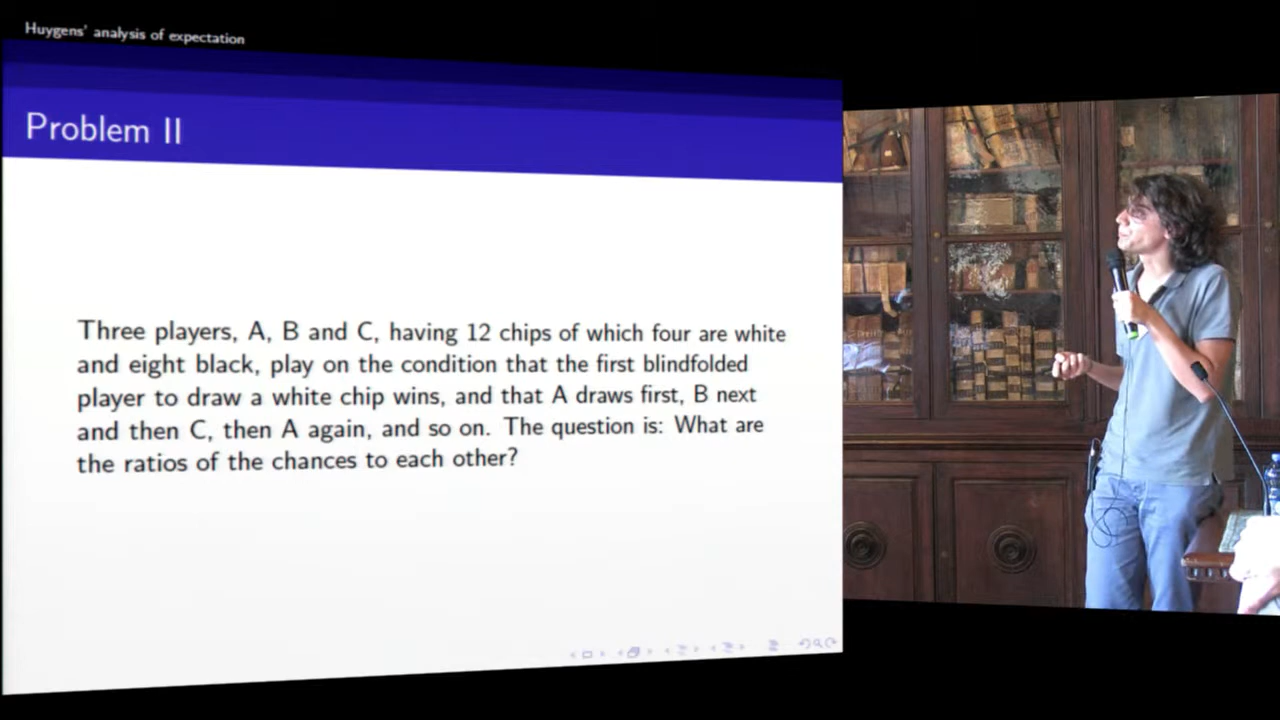 Huygens' analysis of expectation
Problem II
Three players, A, B and C, having 12 chips of which four are white
and eight black, play on the condition that the first blindfolded
player to draw a white chip wins, and that A draws first, B next
and then C, then A again, and so on. The question is: What are
the ratios of the chances to each other?